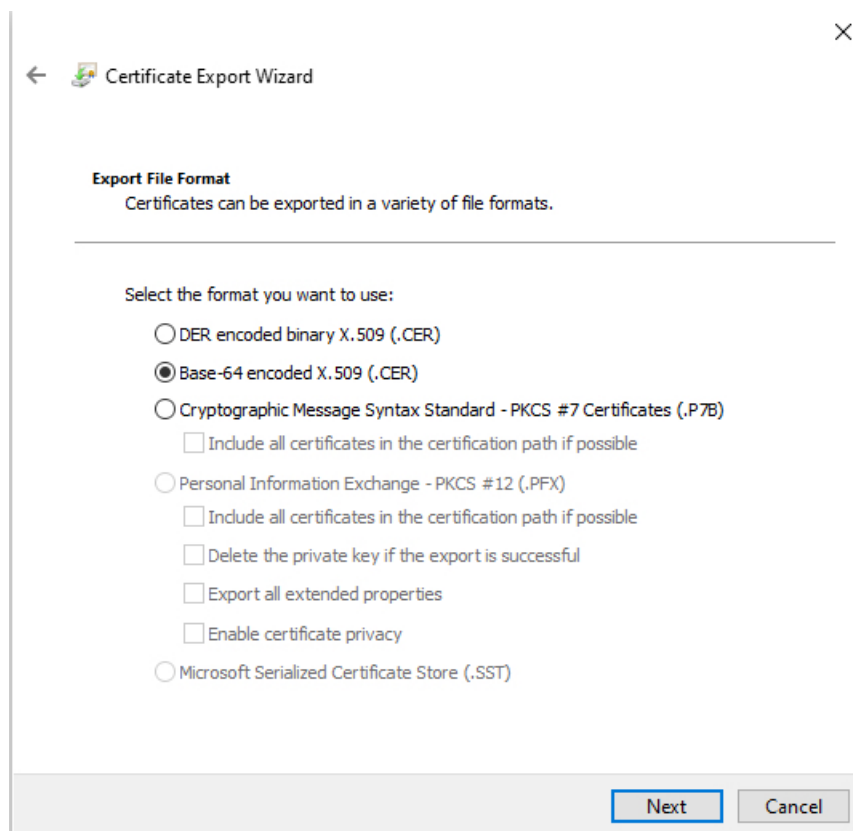 Certificate Export Wizard
Export File Format
Certificates can be exported in a variety of file formats.
Select the format you want to use:
DER encoded binary X.509 (.CER)
Base-64 encoded X.509 (.CER)
Cryptographic Message Syntax Standard - PKCS #7 Certificates (.P7B)
Include all certificates in the certification path if possible
Personal Information Exchange - PKCS #12 (.PFX)
Include all certificates in the certification path if possible
Delete the private key if the export is successful
Export all extended properties
Enable certificate privacy
Microsoft Serialized Certificate Store (.SST)
Next Cancel